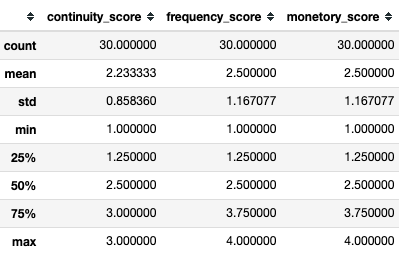 continuity_score frequency_score monetory_score
count 30.000000 30.000000 30.000000
mean 2.233333 2.500000 2.500000
std 0.858360 1.167077 1.167077
min 1.000000 1.000000 1.000000
25% 1.250000 1.250000 1.250000
50% 2.500000 2.500000 2.500000
75% 3.000000 3.750000 3.750000
max 3.000000 4.000000 4.000000